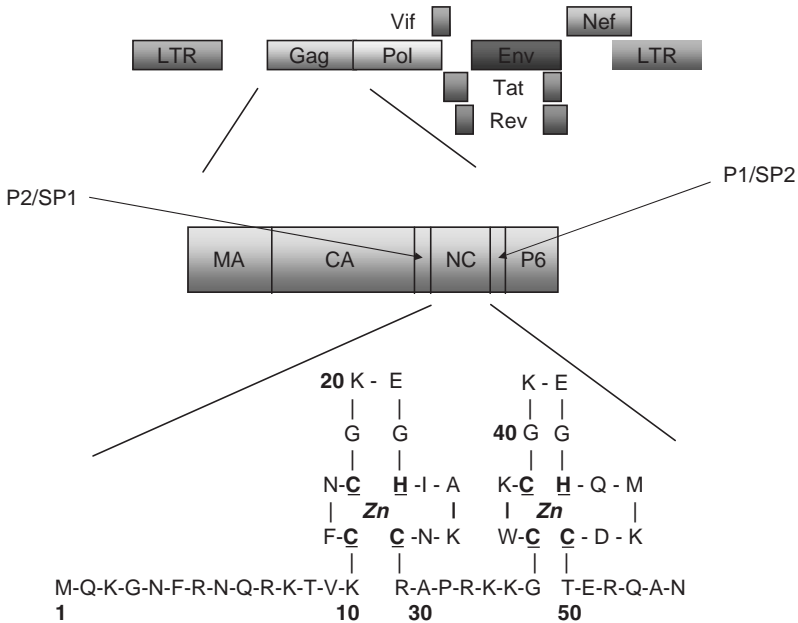 Vif
Nef
LTR
Gag
Pol
Env
LTR
Tat
Rev
P2/SP1
P1/SP2
MA
CA
NC
P6
20 K - E
K - E
G G
40 G G
N-C H -I - A
K-C H - Q - M
Zn
Zn
F-C C -N- K
W-C C - D - K
M-Q-K-G-N-F-R-N-Q-R-K-T-V-K
R-A-P-R-K-K-G
T-E-R-Q-A-N
1
10
30
50